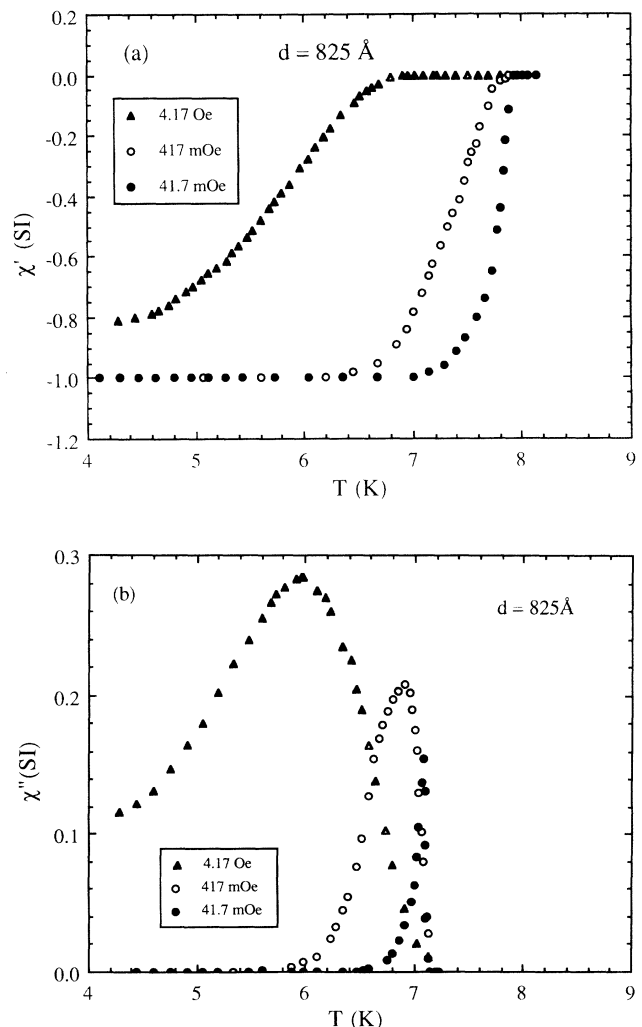 0.2
(a)
d = 825 Å
0.0
▲ 4.17 Oe
-0.2
○ 417 mOe
● 41.7 mOe
-0.4
χ' (SI)
-0.6
-0.8
-1.0
-1.2
4 5 6 7 8 9
T (K)
0.3
(b)
d = 825Å
0.2
χ"(SI)
0.1
▲ 4.17 Oe
○ 417 mOe
● 41.7 mOe
0.0
4 5 6 7 8 9
T (K)